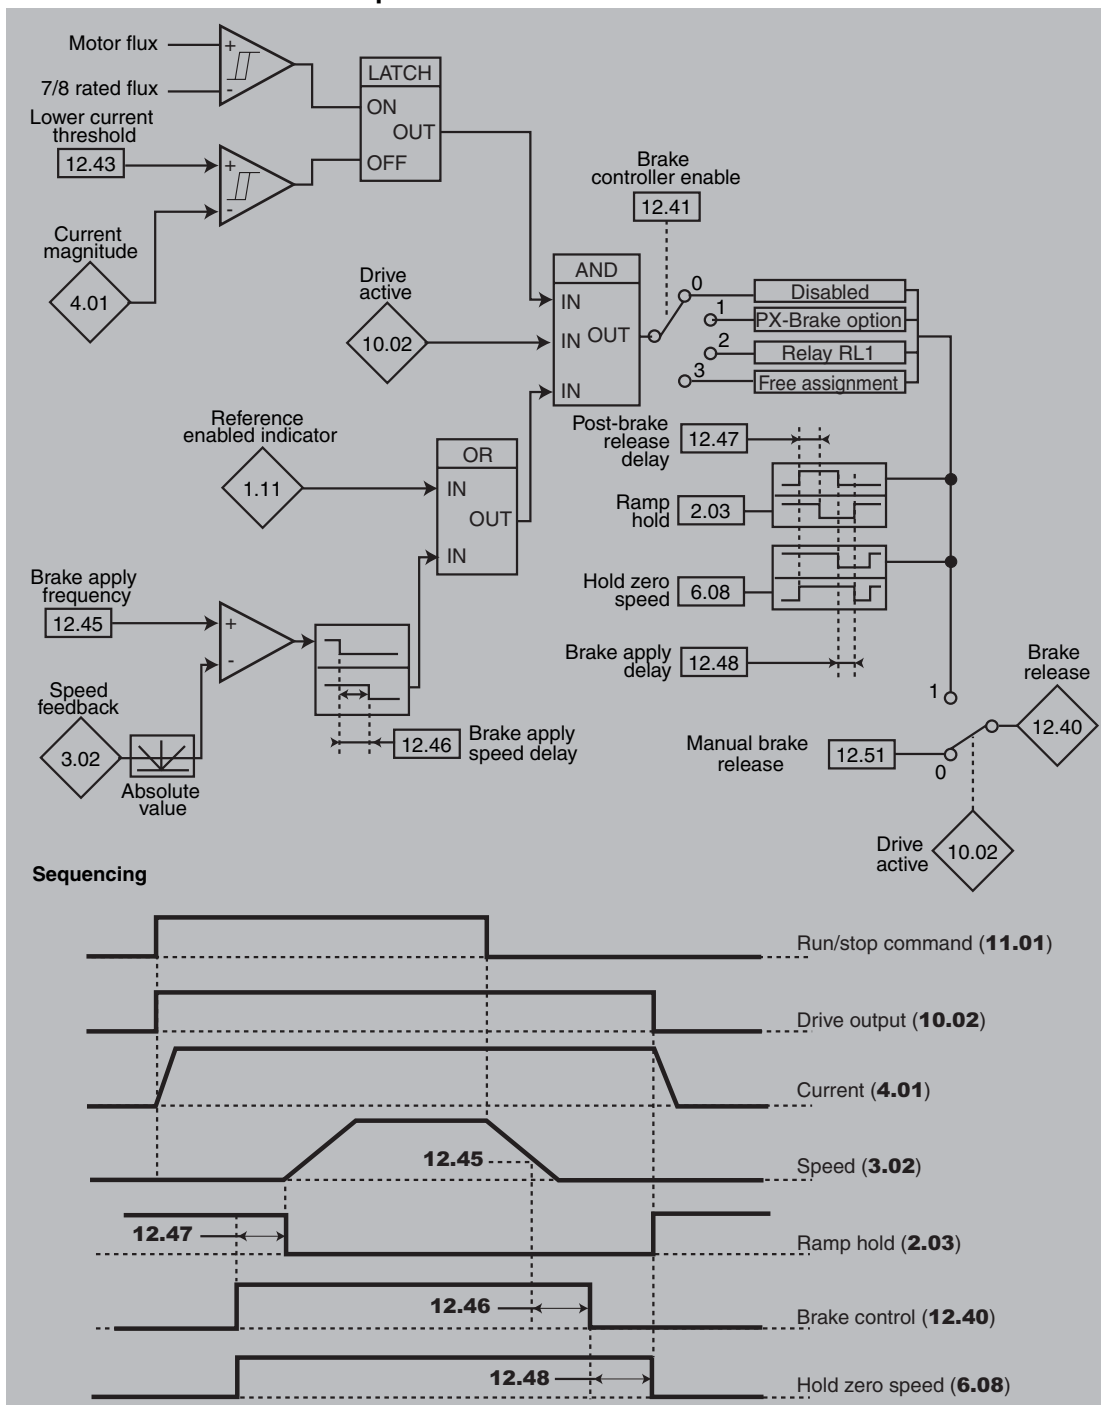 Motor flux
+
7/8 rated flux
-
LATCH
ON
OUT
OFF
Lower current
threshold
12.43
+
-
Current
magnitude
4.01
Brake
controller enable
12.41
Drive
active
10.02
AND
IN
IN OUT
IN
0
Disabled
1
PX-Brake option
2
Relay RL1
3
Free assignment
Reference
enabled indicator
1.11
OR
IN
OUT
IN
Post-brake
release
delay
12.47
Ramp
hold
2.03
Hold zero
speed
6.08
Brake apply
delay
12.48
Brake apply
frequency
12.45
+
-
Speed
feedback
3.02
Absolute
value
12.46
Brake apply
speed delay
1
Brake
release
12.40
Manual brake
release
12.51
0
Drive
active
10.02
Sequencing
Run/stop command (11.01)
Drive output (10.02)
Current (4.01)
12.45
Speed (3.02)
12.47
Ramp hold (2.03)
12.46
Brake control (12.40)
12.48
Hold zero speed (6.08)